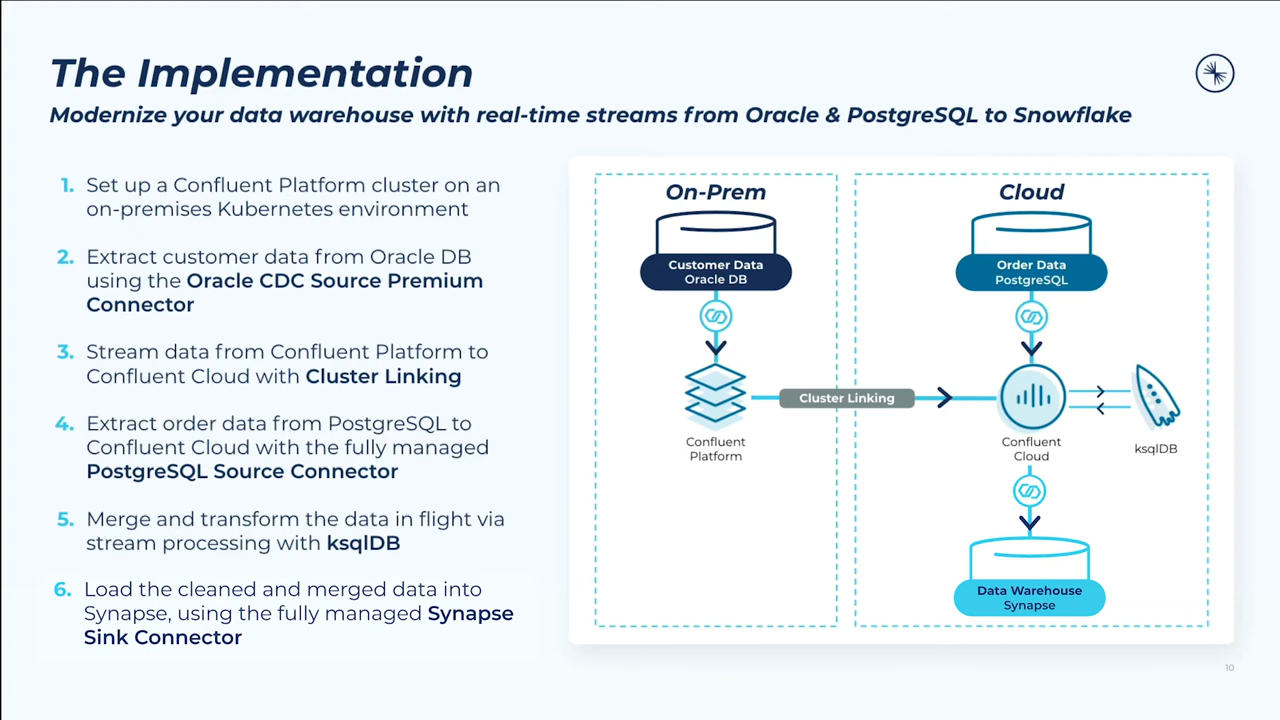 The Implementation
Modernize your data warehouse with real-time streams from Oracle & PostgreSQL to Snowflake
1. Set up a Confluent Platform cluster on an
on-premises Kubernetes environment
2. Extract customer data from Oracle DB
using the Oracle CDC Source Premium
Connector
3. Stream data from Confluent Platform to
Confluent Cloud with Cluster Linking
4. Extract order data from PostgreSQL to
Confluent Cloud with the fully managed
PostgreSQL Source Connector
5. Merge and transform the data in flight via
stream processing with ksqlDB
6. Load the cleaned and merged data into
Synapse, using the fully managed Synapse
Sink Connector
On-Prem
Customer Data
Oracle DB
Confluent
Platform
Cluster Linking
Cloud
Order Data
PostgreSQL
Confluent
Cloud
ksqlDB
Data Warehouse
Synapse
10